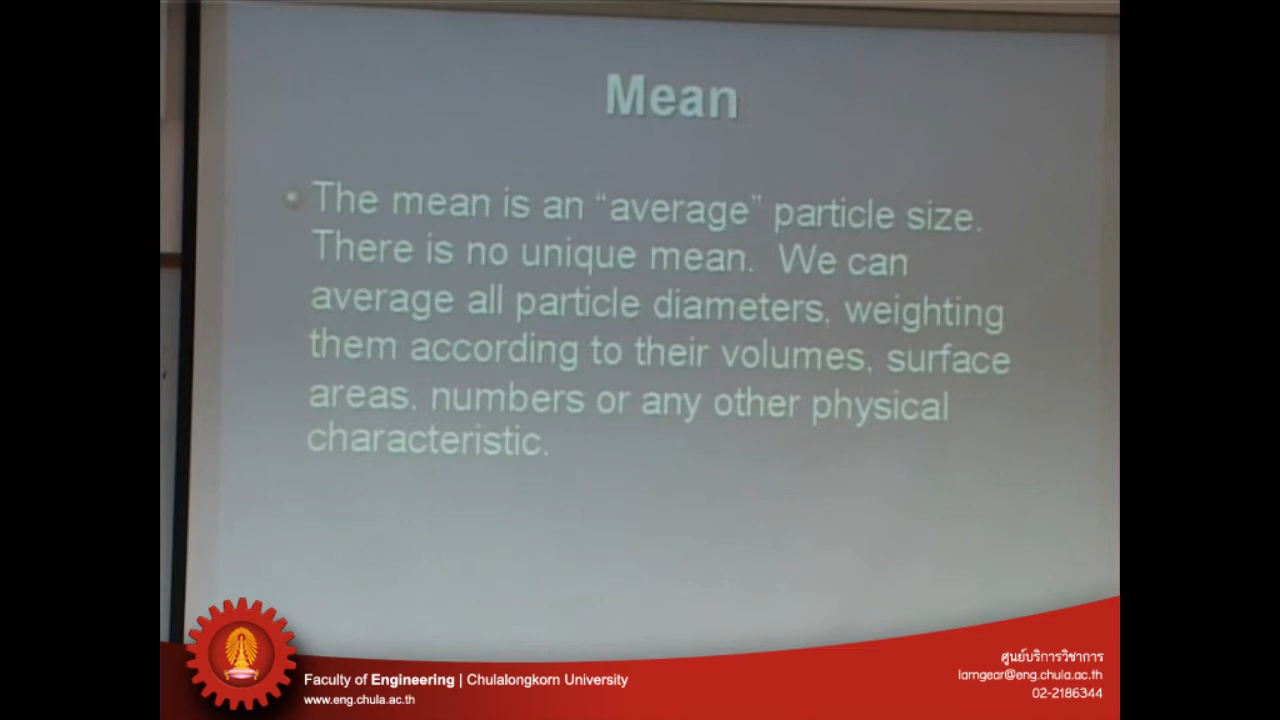 Mean
• The mean is an “average” particle size.
There is no unique mean. We can
average all particle diameters, weighting
them according to their volumes, surface
areas, numbers or any other physical
characteristic.
Faculty of Engineering | Chulalongkorn University
www.eng.chula.ac.th
ศูนย์บริการวิชาการ
larngear@eng.chula.ac.th
02-2186344